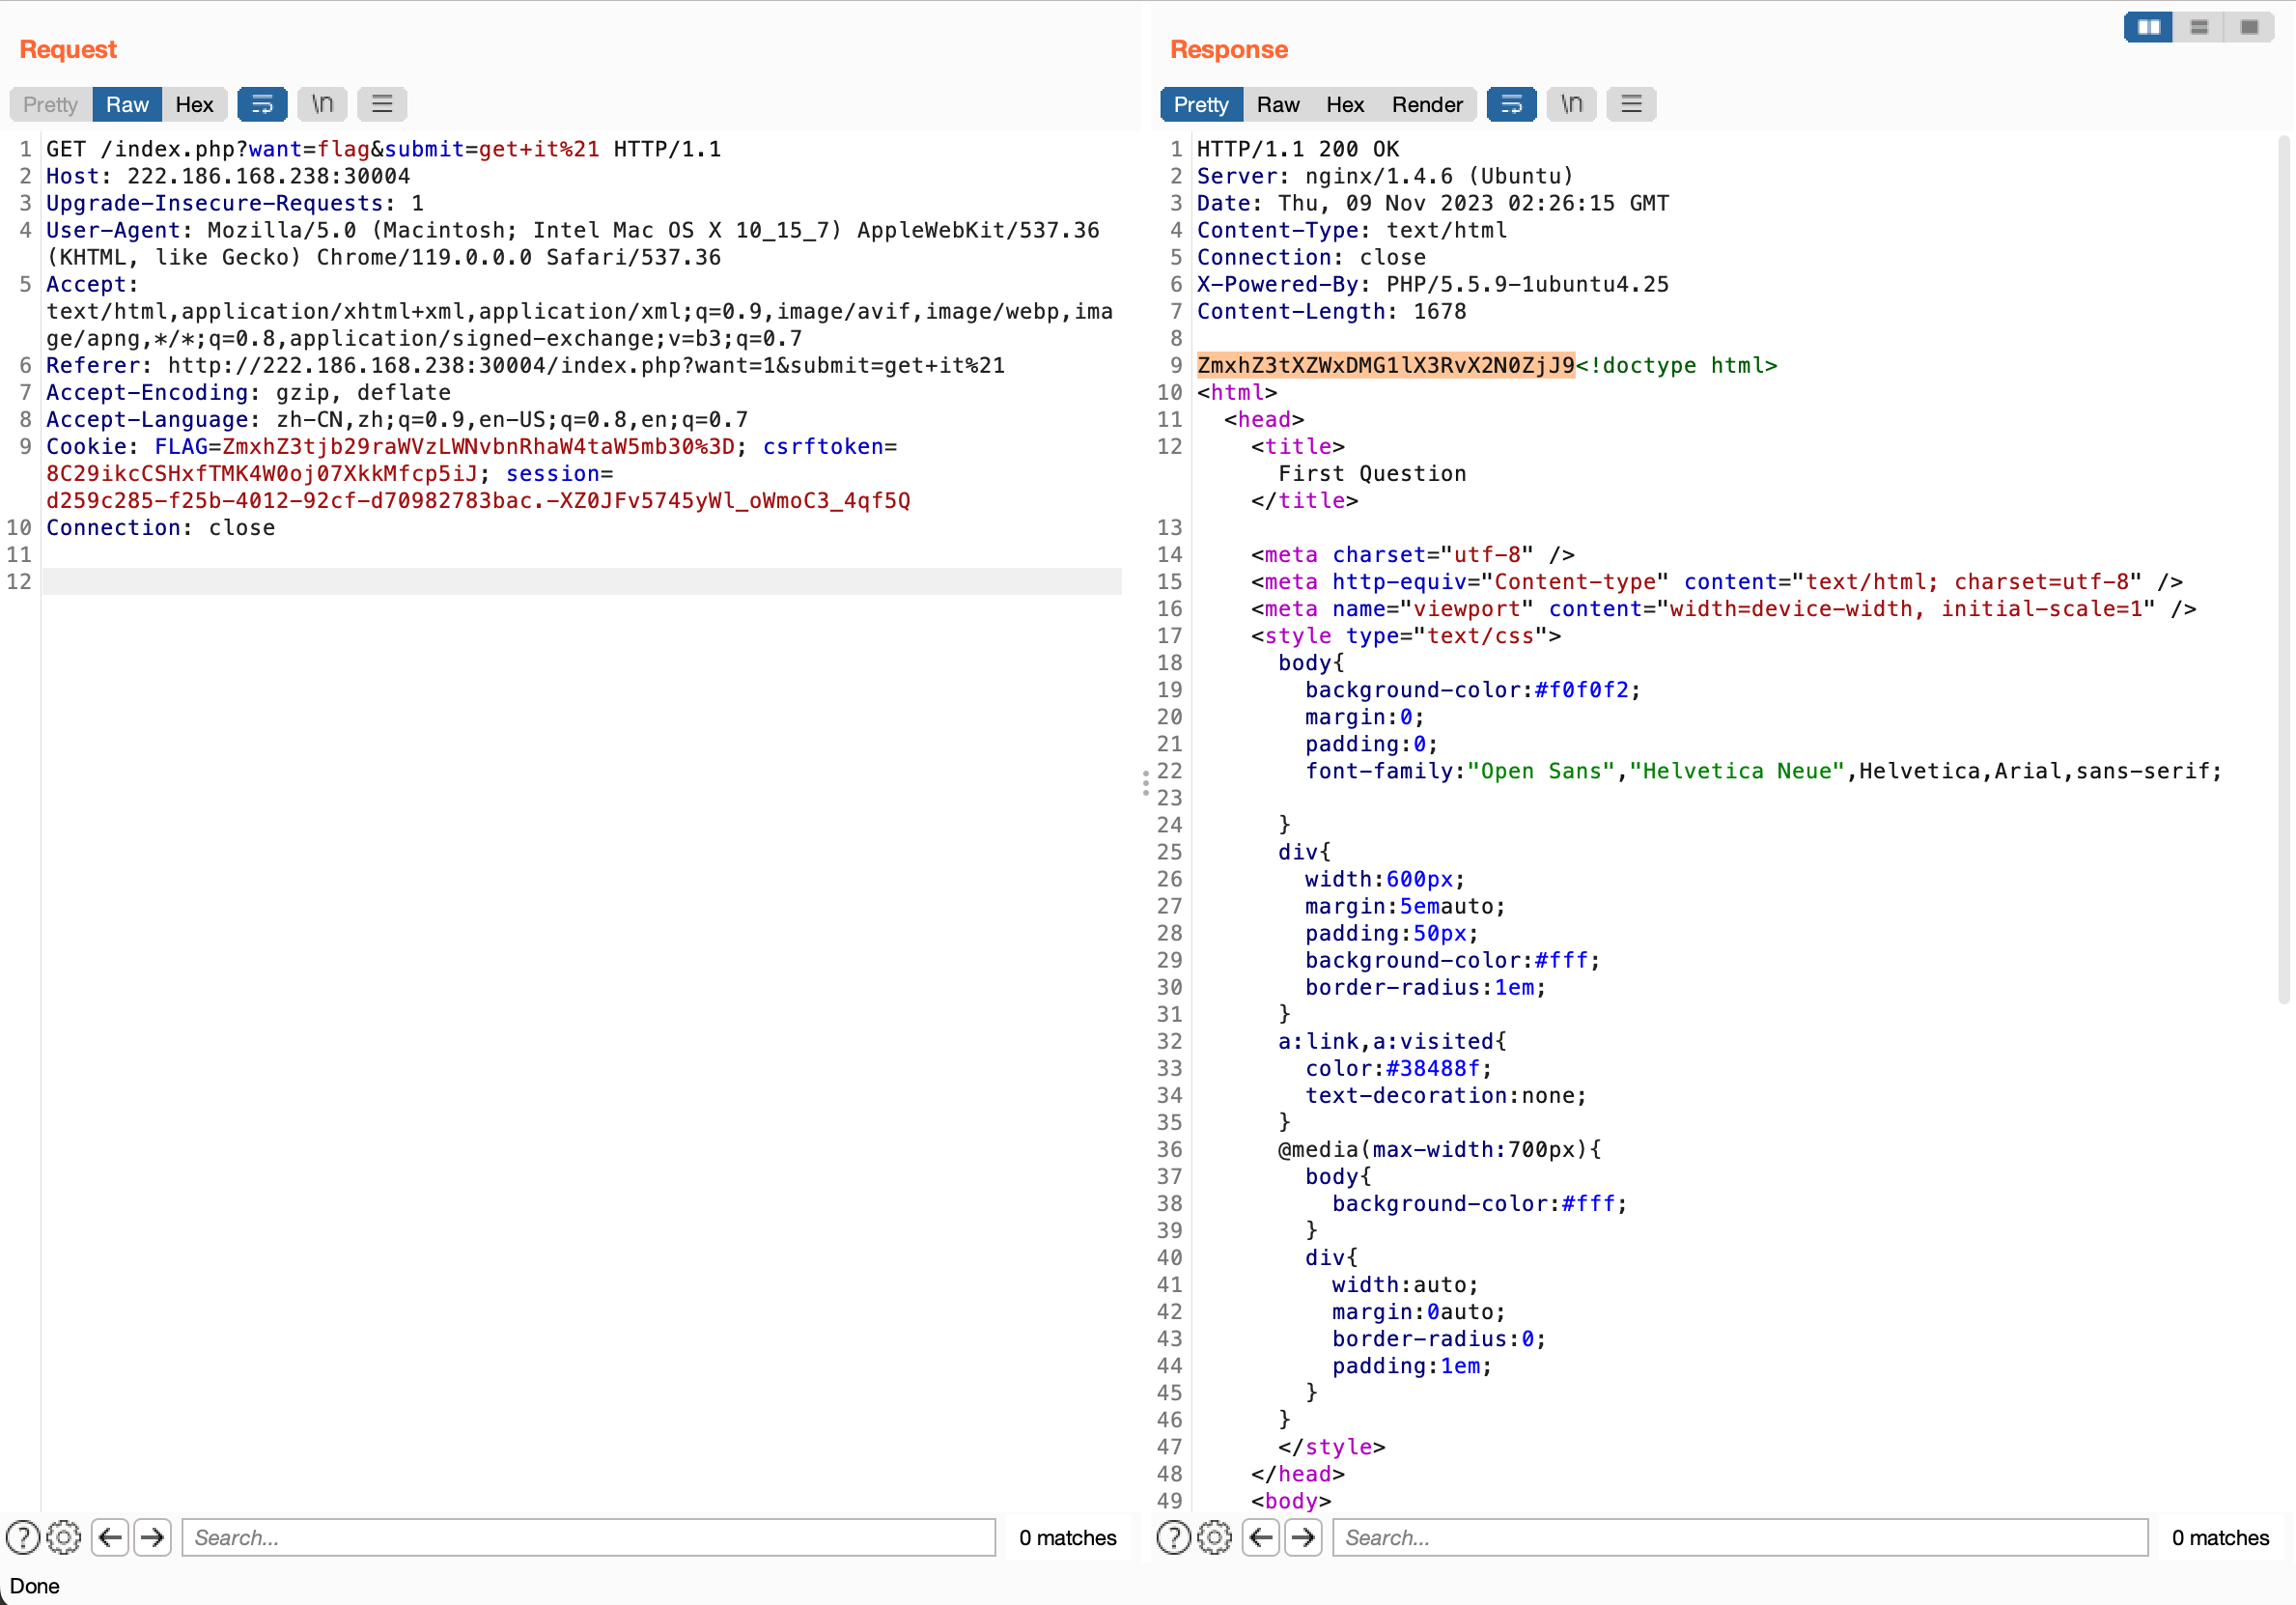 Request
Pretty Raw Hex \n
1 GET /index.php?want=flag&submit=get+it%21 HTTP/1.1
2 Host: 222.186.168.238:30004
3 Upgrade-Insecure-Requests: 1
4 User-Agent: Mozilla/5.0 (Macintosh; Intel Mac OS X 10_15_7) AppleWebKit/537.36
(KHTML, like Gecko) Chrome/119.0.0.0 Safari/537.36
5 Accept:
text/html,application/xhtml+xml,application/xml;q=0.9,image/avif,image/webp,ima
ge/apng,*/*;q=0.8,application/signed-exchange;v=b3;q=0.7
6 Referer: http://222.186.168.238:30004/index.php?want=1&submit=get+it%21
7 Accept-Encoding: gzip, deflate
8 Accept-Language: zh-CN,zh;q=0.9,en-US;q=0.8,en;q=0.7
9 Cookie: FLAG=ZmxhZ3tjb29raWVzLWNvbnRhaW4taW5mb30%3D; csrftoken=
8C29ikcCSHxfTMK4W0oj07XkkMfcp5iJ; session=
d259c285-f25b-4012-92cf-d70982783bac.-XZ0JFv5745yWl_oWmoC3_4qf5Q
10 Connection: close
11
12
Search...
0 matches
Done
Response
Pretty Raw Hex Render \n
1 HTTP/1.1 200 OK
2 Server: nginx/1.4.6 (Ubuntu)
3 Date: Thu, 09 Nov 2023 02:26:15 GMT
4 Content-Type: text/html
5 Connection: close
6 X-Powered-By: PHP/5.5.9-1ubuntu4.25
7 Content-Length: 1678
8
9 ZmxhZ3tXZWxDMG1lX3RvX2N0ZjJ9<!doctype html>
10 <html>
11 <head>
12 <title>
First Question
</title>
13
14 <meta charset="utf-8" />
15 <meta http-equiv="Content-type" content="text/html; charset=utf-8" />
16 <meta name="viewport" content="width=device-width, initial-scale=1" />
17 <style type="text/css">
18 body{
19 background-color:#f0f0f2;
20 margin:0;
21 padding:0;
22 font-family:"Open Sans","Helvetica Neue",Helvetica,Arial,sans-serif;
23
24 }
25 div{
26 width:600px;
27 margin:5emauto;
28 padding:50px;
29 background-color:#fff;
30 border-radius:1em;
31 }
32 a:link,a:visited{
33 color:#38488f;
34 text-decoration:none;
35 }
36 @media(max-width:700px){
37 body{
38 background-color:#fff;
39 }
40 div{
41 width:auto;
42 margin:0auto;
43 border-radius:0;
44 padding:1em;
45 }
46 }
47 </style>
48 </head>
49 <body>
Search...
0 matches